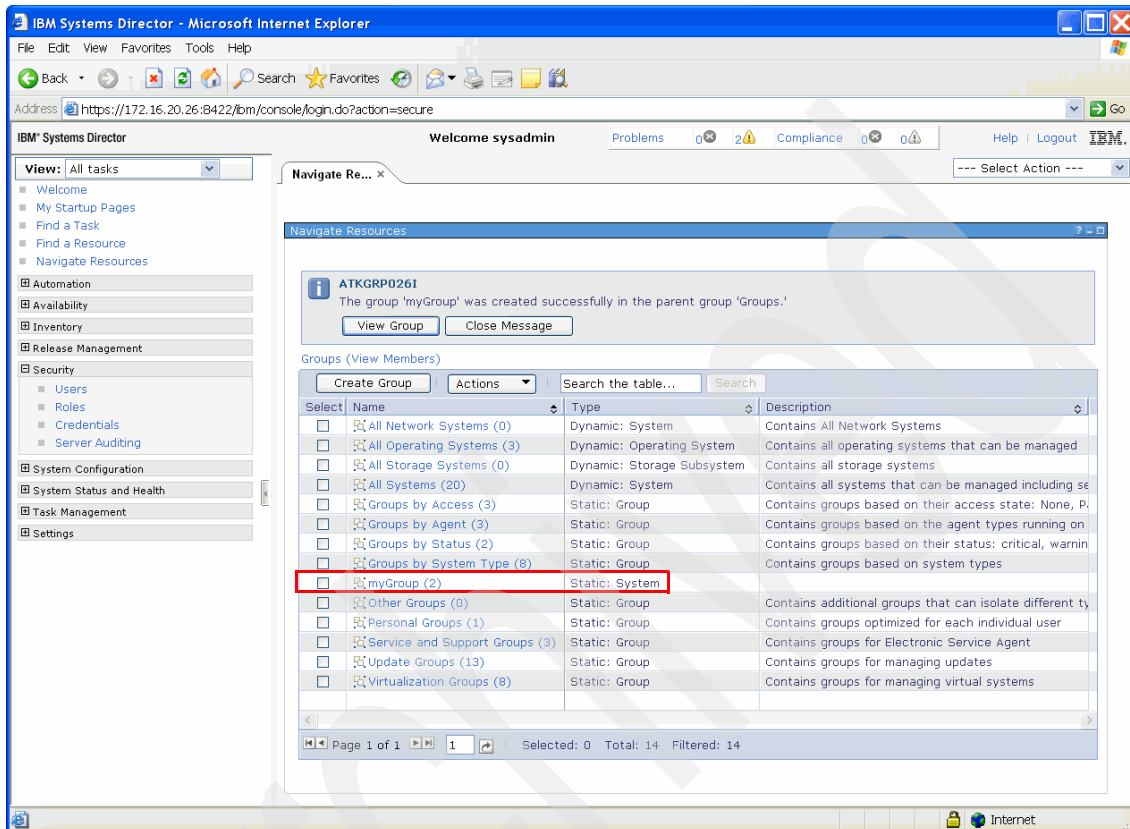 IBM Systems Director - Microsoft Internet Explorer
File Edit View Favorites Tools Help
Back Search Favorites
Address https://172.16.20.26:8422/ibm/console/login.do?action=secure Go
IBM® Systems Director Welcome sysadmin Problems 0 2 Compliance 0 0 Help | Logout IBM.
View: All tasks
Navigate Re... ×
--- Select Action ---
Welcome
My Startup Pages
Find a Task
Find a Resource
Navigate Resources
Automation
Availability
Inventory
Release Management
Security
Users
Roles
Credentials
Server Auditing
System Configuration
System Status and Health
Task Management
Settings
Navigate Resources
ATKGRP026I
The group 'myGroup' was created successfully in the parent group 'Groups.'
View Group Close Message
Groups (View Members)
Create Group Actions Search the table... Search
Select Name Type Description
All Network Systems (0) Dynamic: System Contains All Network Systems
All Operating Systems (3) Dynamic: Operating System Contains all operating systems that can be managed
All Storage Systems (0) Dynamic: Storage Subsystem Contains all storage systems
All Systems (20) Dynamic: System Contains all systems that can be managed including se
Groups by Access (3) Static: Group Contains groups based on their access state: None, P.
Groups by Agent (3) Static: Group Contains groups based on the agent types running on
Groups by Status (2) Static: Group Contains groups based on their status: critical, warnin
Groups by System Type (8) Static: Group Contains groups based on system types
myGroup (2) Static: System
Other Groups (0) Static: Group Contains additional groups that can isolate different ty
Personal Groups (1) Static: Group Contains groups optimized for each individual user
Service and Support Groups (3) Static: Group Contains groups for Electronic Service Agent
Update Groups (13) Static: Group Contains groups for managing updates
Virtualization Groups (8) Static: Group Contains groups for managing virtual systems
Page 1 of 1 1 Selected: 0 Total: 14 Filtered: 14
Internet